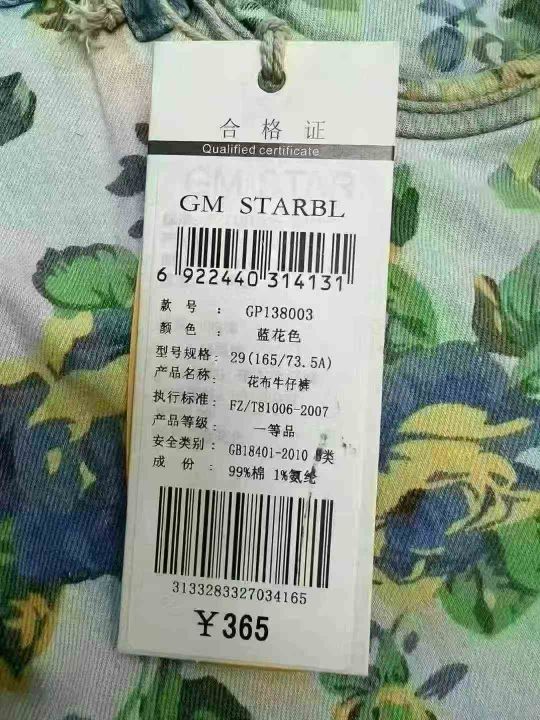 合格证
Qualified certificate
GM STARBL
6 922440 314131
款号： GP138003
颜色： 蓝花色
型号规格： 29(165/73.5A)
产品名称： 花布牛仔裤
执行标准： FZ/T81006-2007
产品等级： 一等品
安全类别： GB18401-2010 B类
成份： 99%棉 1%氨纶
3133283327034165
￥365